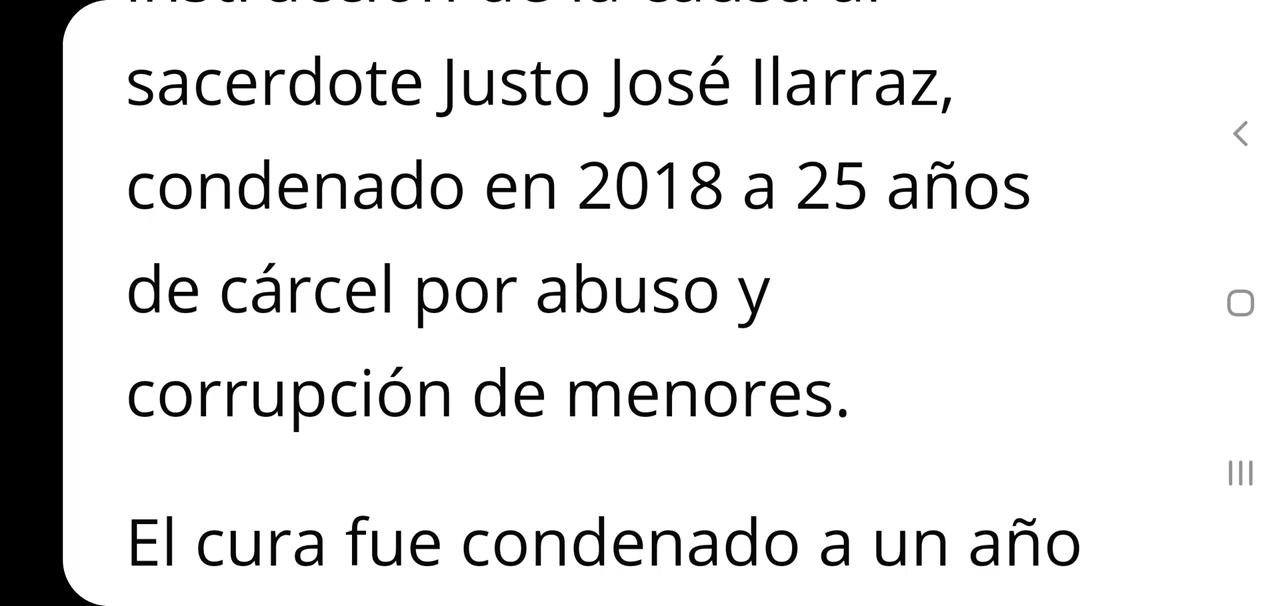 sacerdote Justo José Ilarraz,
condenado en 2018 a 25 años
de cárcel por abuso y
corrupción de menores.
El cura fue condenado a un año